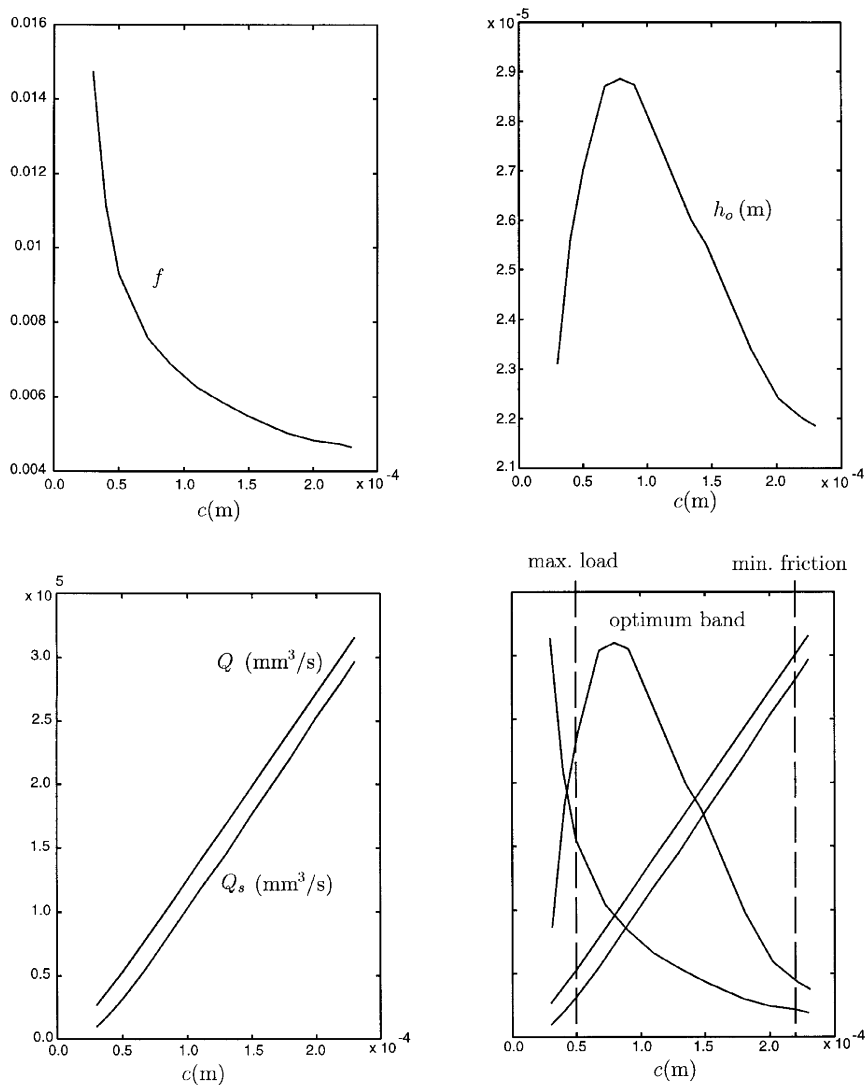 0.016
0.014
0.012
0.01
0.008
0.006
0.004
f
0.0 0.5 1.0 1.5 2.0 x 10 -4
c(m)
x 10 -5
2.9
2.8
2.7
2.6
2.5
2.4
2.3
2.2
2.1
h_o (m)
0.0 0.5 1.0 1.5 2.0 x 10 -4
c(m)
x 10 5
3.0
2.5
2.0
1.5
1.0
0.5
0.0
Q (mm³/s)
Q_s (mm³/s)
0.0 0.5 1.0 1.5 2.0 x 10 -4
c(m)
max. load
min. friction
optimum band
0.0 0.5 1.0 1.5 2.0 x 10 -4
c(m)